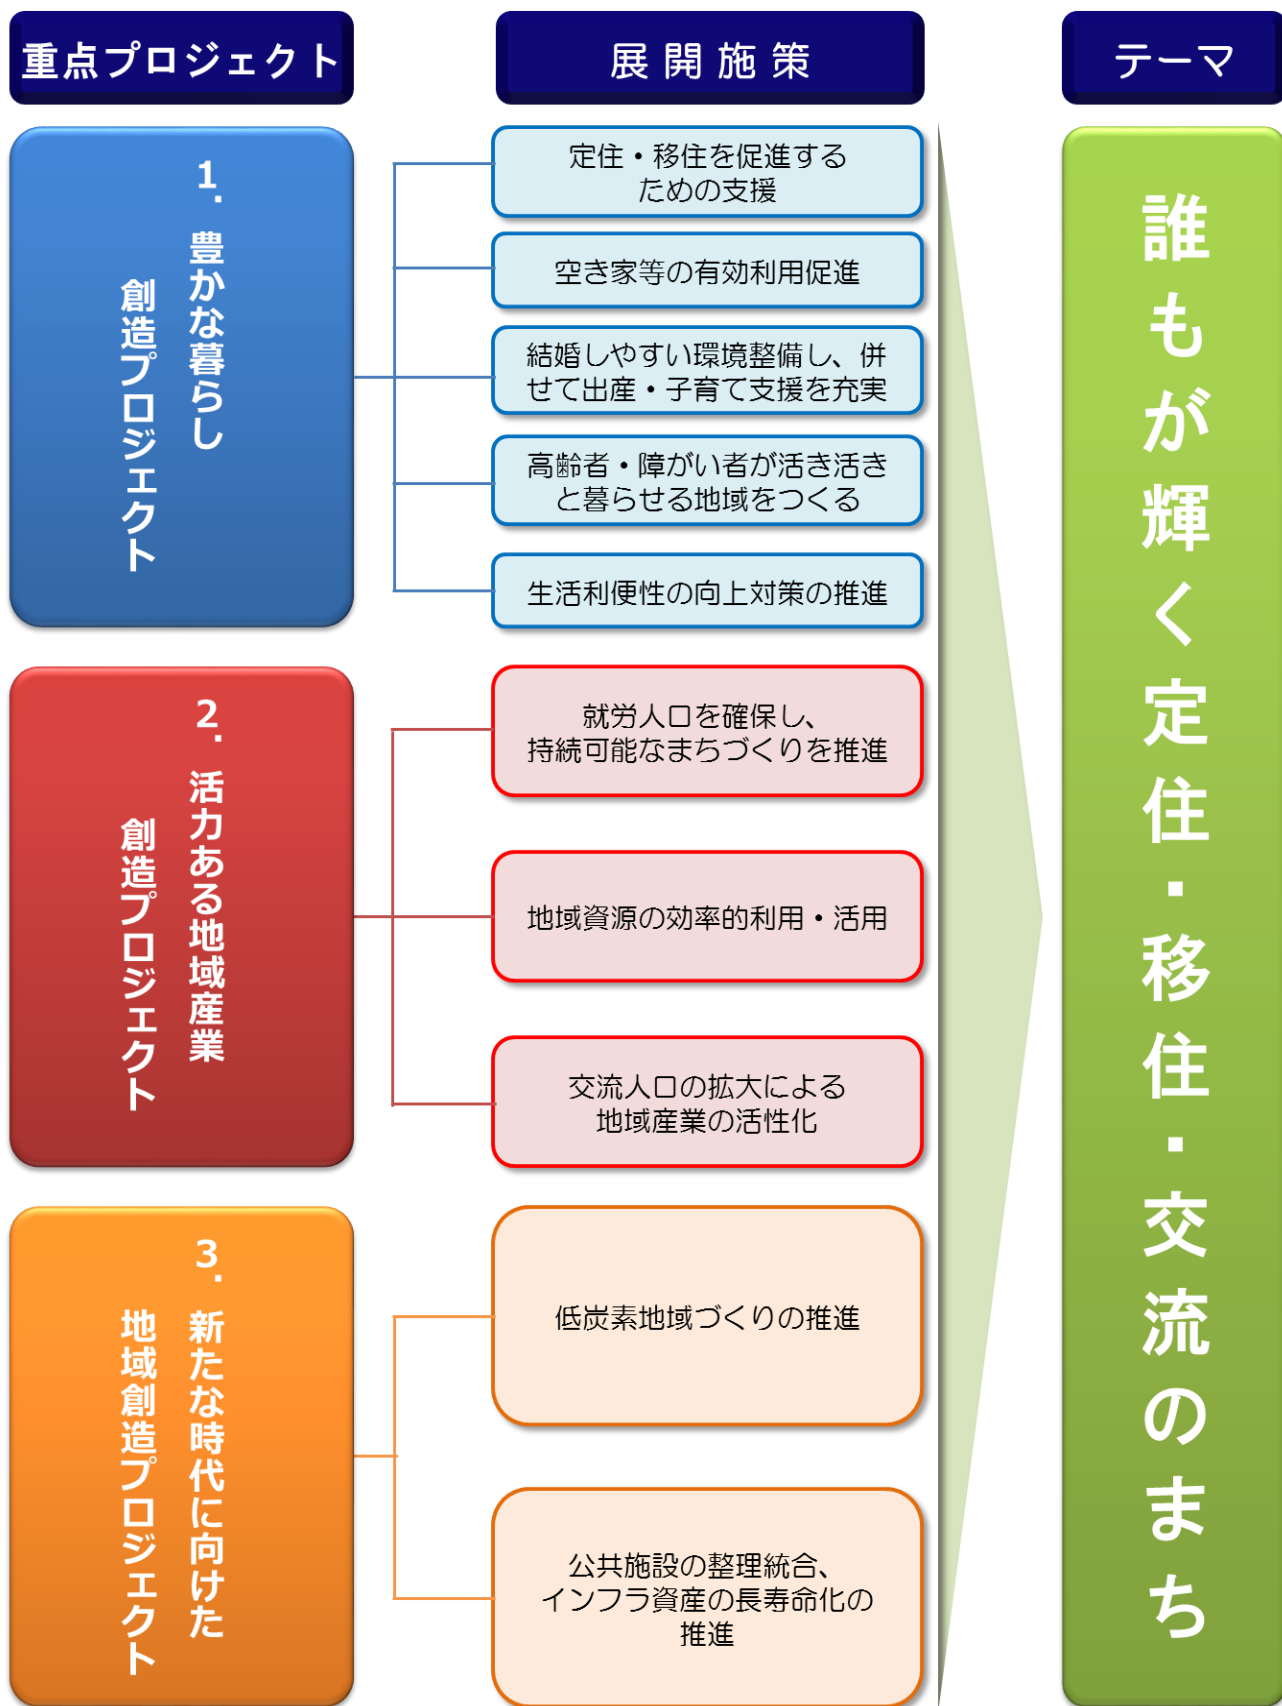 重点プロジェクト
展開施策
テーマ
1．豊かな暮らし
創造プロジェクト
定住・移住を促進する
ための支援
空き家等の有効利用促進
結婚しやすい環境整備し、併
せて出産・子育て支援を充実
高齢者・障がい者が活き活き
と暮らせる地域をつくる
生活利便性の向上対策の推進
2．活力ある地域産業
創造プロジェクト
就労人口を確保し、
持続可能なまちづくりを推進
地域資源の効率的利用・活用
交流人口の拡大による
地域産業の活性化
3．新たな時代に向けた
地域創造プロジェクト
低炭素地域づくりの推進
公共施設の整理統合、
インフラ資産の長寿命化の
推進
誰もが輝く定住・移住・交流のまち